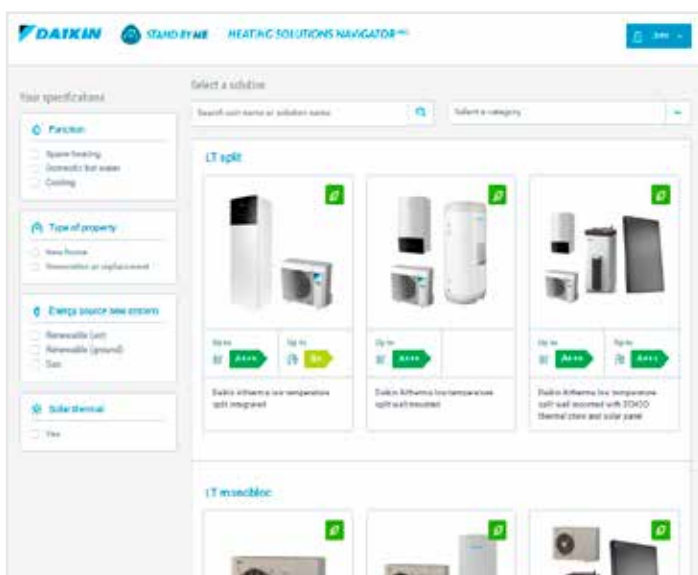 DAIKIN
STAND BY ME
HEATING SOLUTIONS NAVIGATOR
Your specifications
Function
Space heating
Domestic hot water
Cooling
Type of property
New home
Renovation or replacement
Energy source new system
Renewable (air)
Renewable (ground)
Gas
Solar thermal
Yes
Select a solution
Search unit name or solution name
Select a category
LT split
Up to
A+++
Up to
A+
Daikin Altherma low temperature
split integrated
Up to
A+++
Daikin Altherma low temperature
split wall mounted
Up to
A+++
Up to
A+++
Daikin Altherma low temperature
split wall mounted with
thermal store and solar panel
LT monobloc